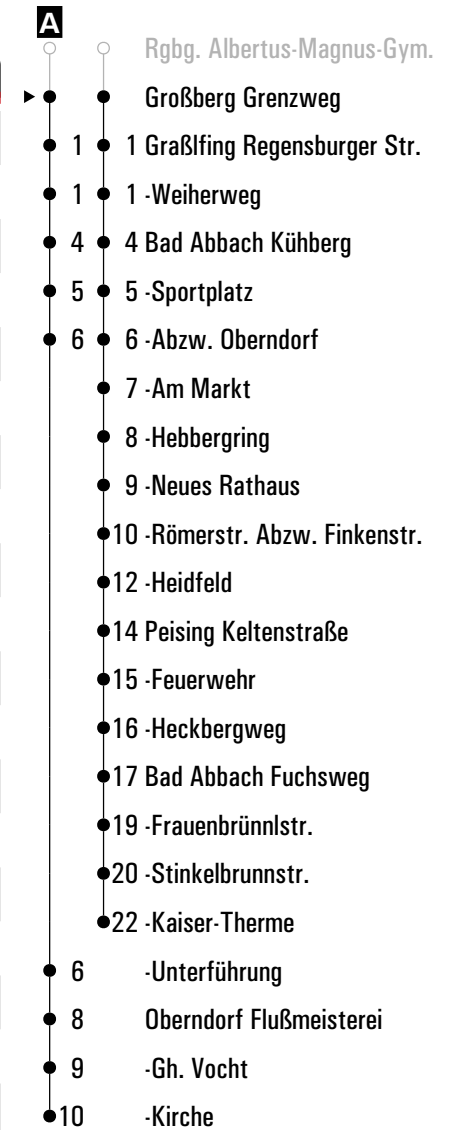 A
Rgbg. Albertus-Magnus-Gym.
Großberg Grenzweg
1 1 Graßlfing Regensburger Str.
1 1 -Weiherweg
4 4 Bad Abbach Kühberg
5 5 -Sportplatz
6 6 -Abzw. Oberndorf
7 -Am Markt
8 -Hebbergring
9 -Neues Rathaus
10 -Römerstr. Abzw. Finkenstr.
12 -Heidfeld
14 Peising Keltenstraße
15 -Feuerwehr
16 -Heckbergweg
17 Bad Abbach Fuchsweg
19 -Frauenbrünnlstr.
20 -Stinkelbrunnstr.
22 -Kaiser-Therme
6 -Unterführung
8 Oberndorf Flußmeisterei
9 -Gh. Vocht
10 -Kirche